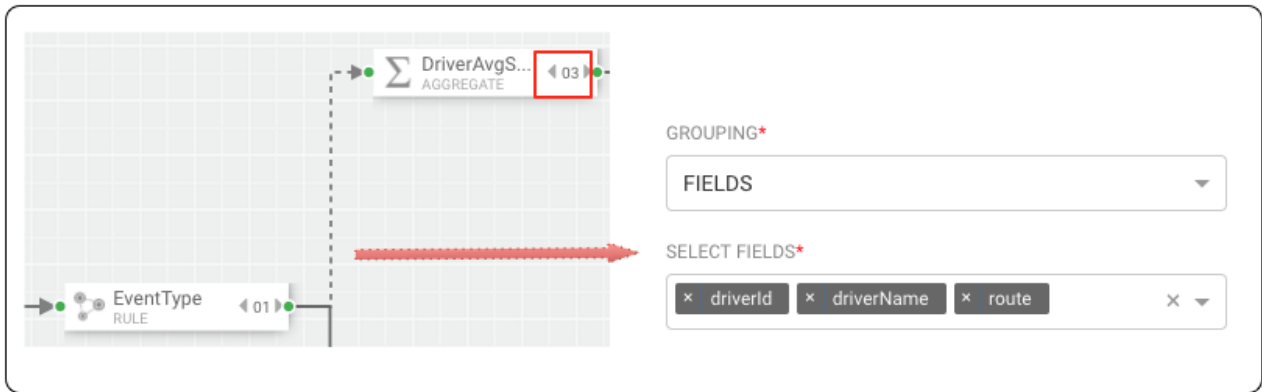 DriverAvgS...
AGGREGATE
03
EventType
RULE
01
GROUPING*
FIELDS
SELECT FIELDS*
× driverId × driverName × route ×